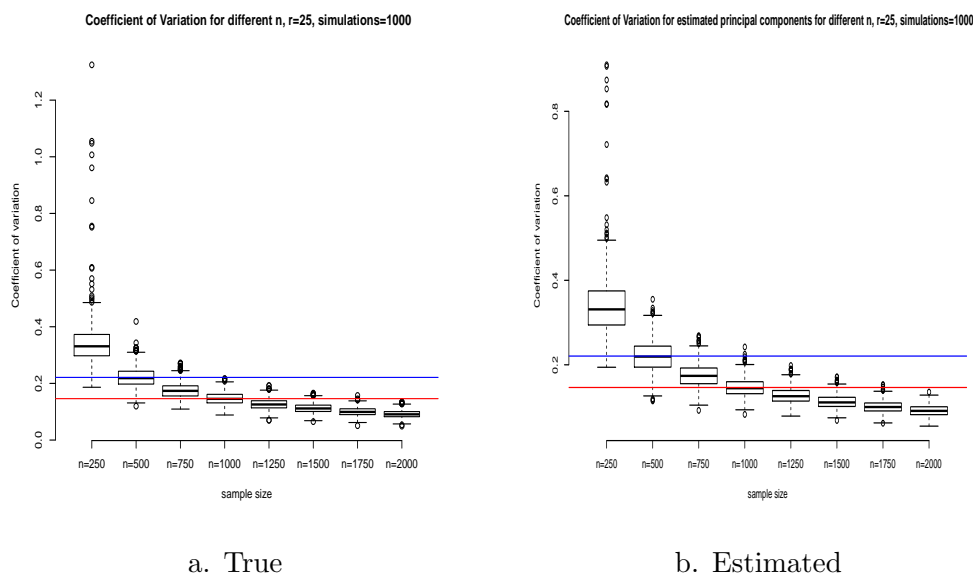 Coefficient of Variation for different n, r=25, simulations=1000
Coefficient of variation
0.0
0.2
0.4
0.6
0.8
1.0
1.2
n=250 n=500 n=750 n=1000 n=1250 n=1500 n=1750 n=2000
sample size
a. True
Coefficient of Variation for estimated principal components for different n, r=25, simulations=1000
Coefficient of variation
0.2
0.4
0.6
0.8
n=250 n=500 n=750 n=1000 n=1250 n=1500 n=1750 n=2000
sample size
b. Estimated